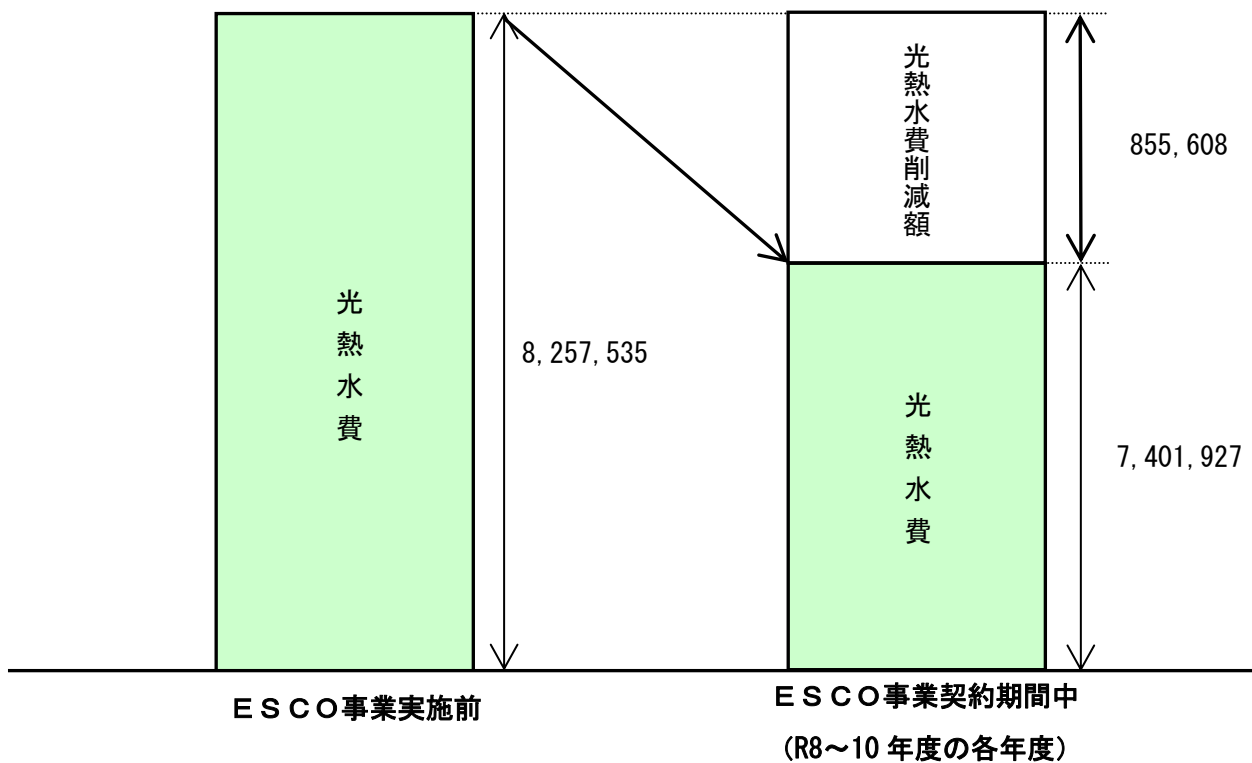 光熱水費
8,257,535
ESCO事業実施前
光熱水費削減額
855,608
光熱水費
7,401,927
ESCO事業契約期間中
(R8~10年度の各年度)